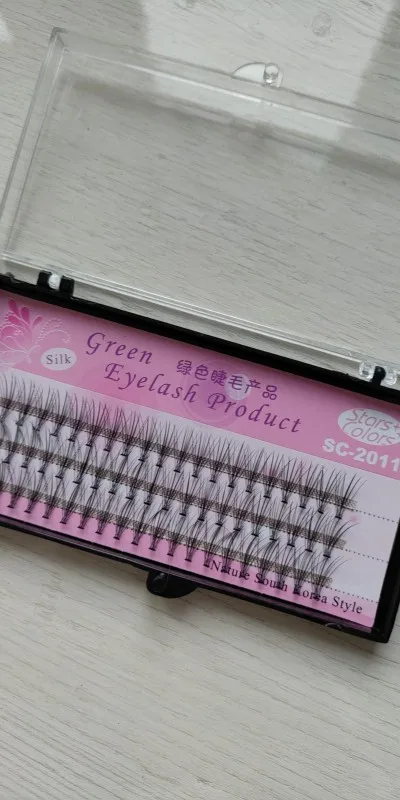 Silk
Green 绿色睫毛产品
Eyelash Product
Stars
Colors
SC-2011
Nature South Korea Style